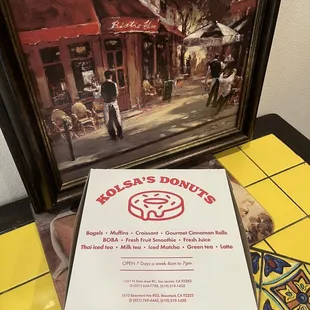 Bistro
KOLSA'S DONUTS
Bagels • Muffins • Croissant • Gourmet Cinnamon Rolls
BOBA • Fresh Fruit Smoothie • Fresh Juice
Thai iced tea • Milk tea • Iced Matcha • Green tea • Latte
OPEN 7 Days a week 4am to 7pm